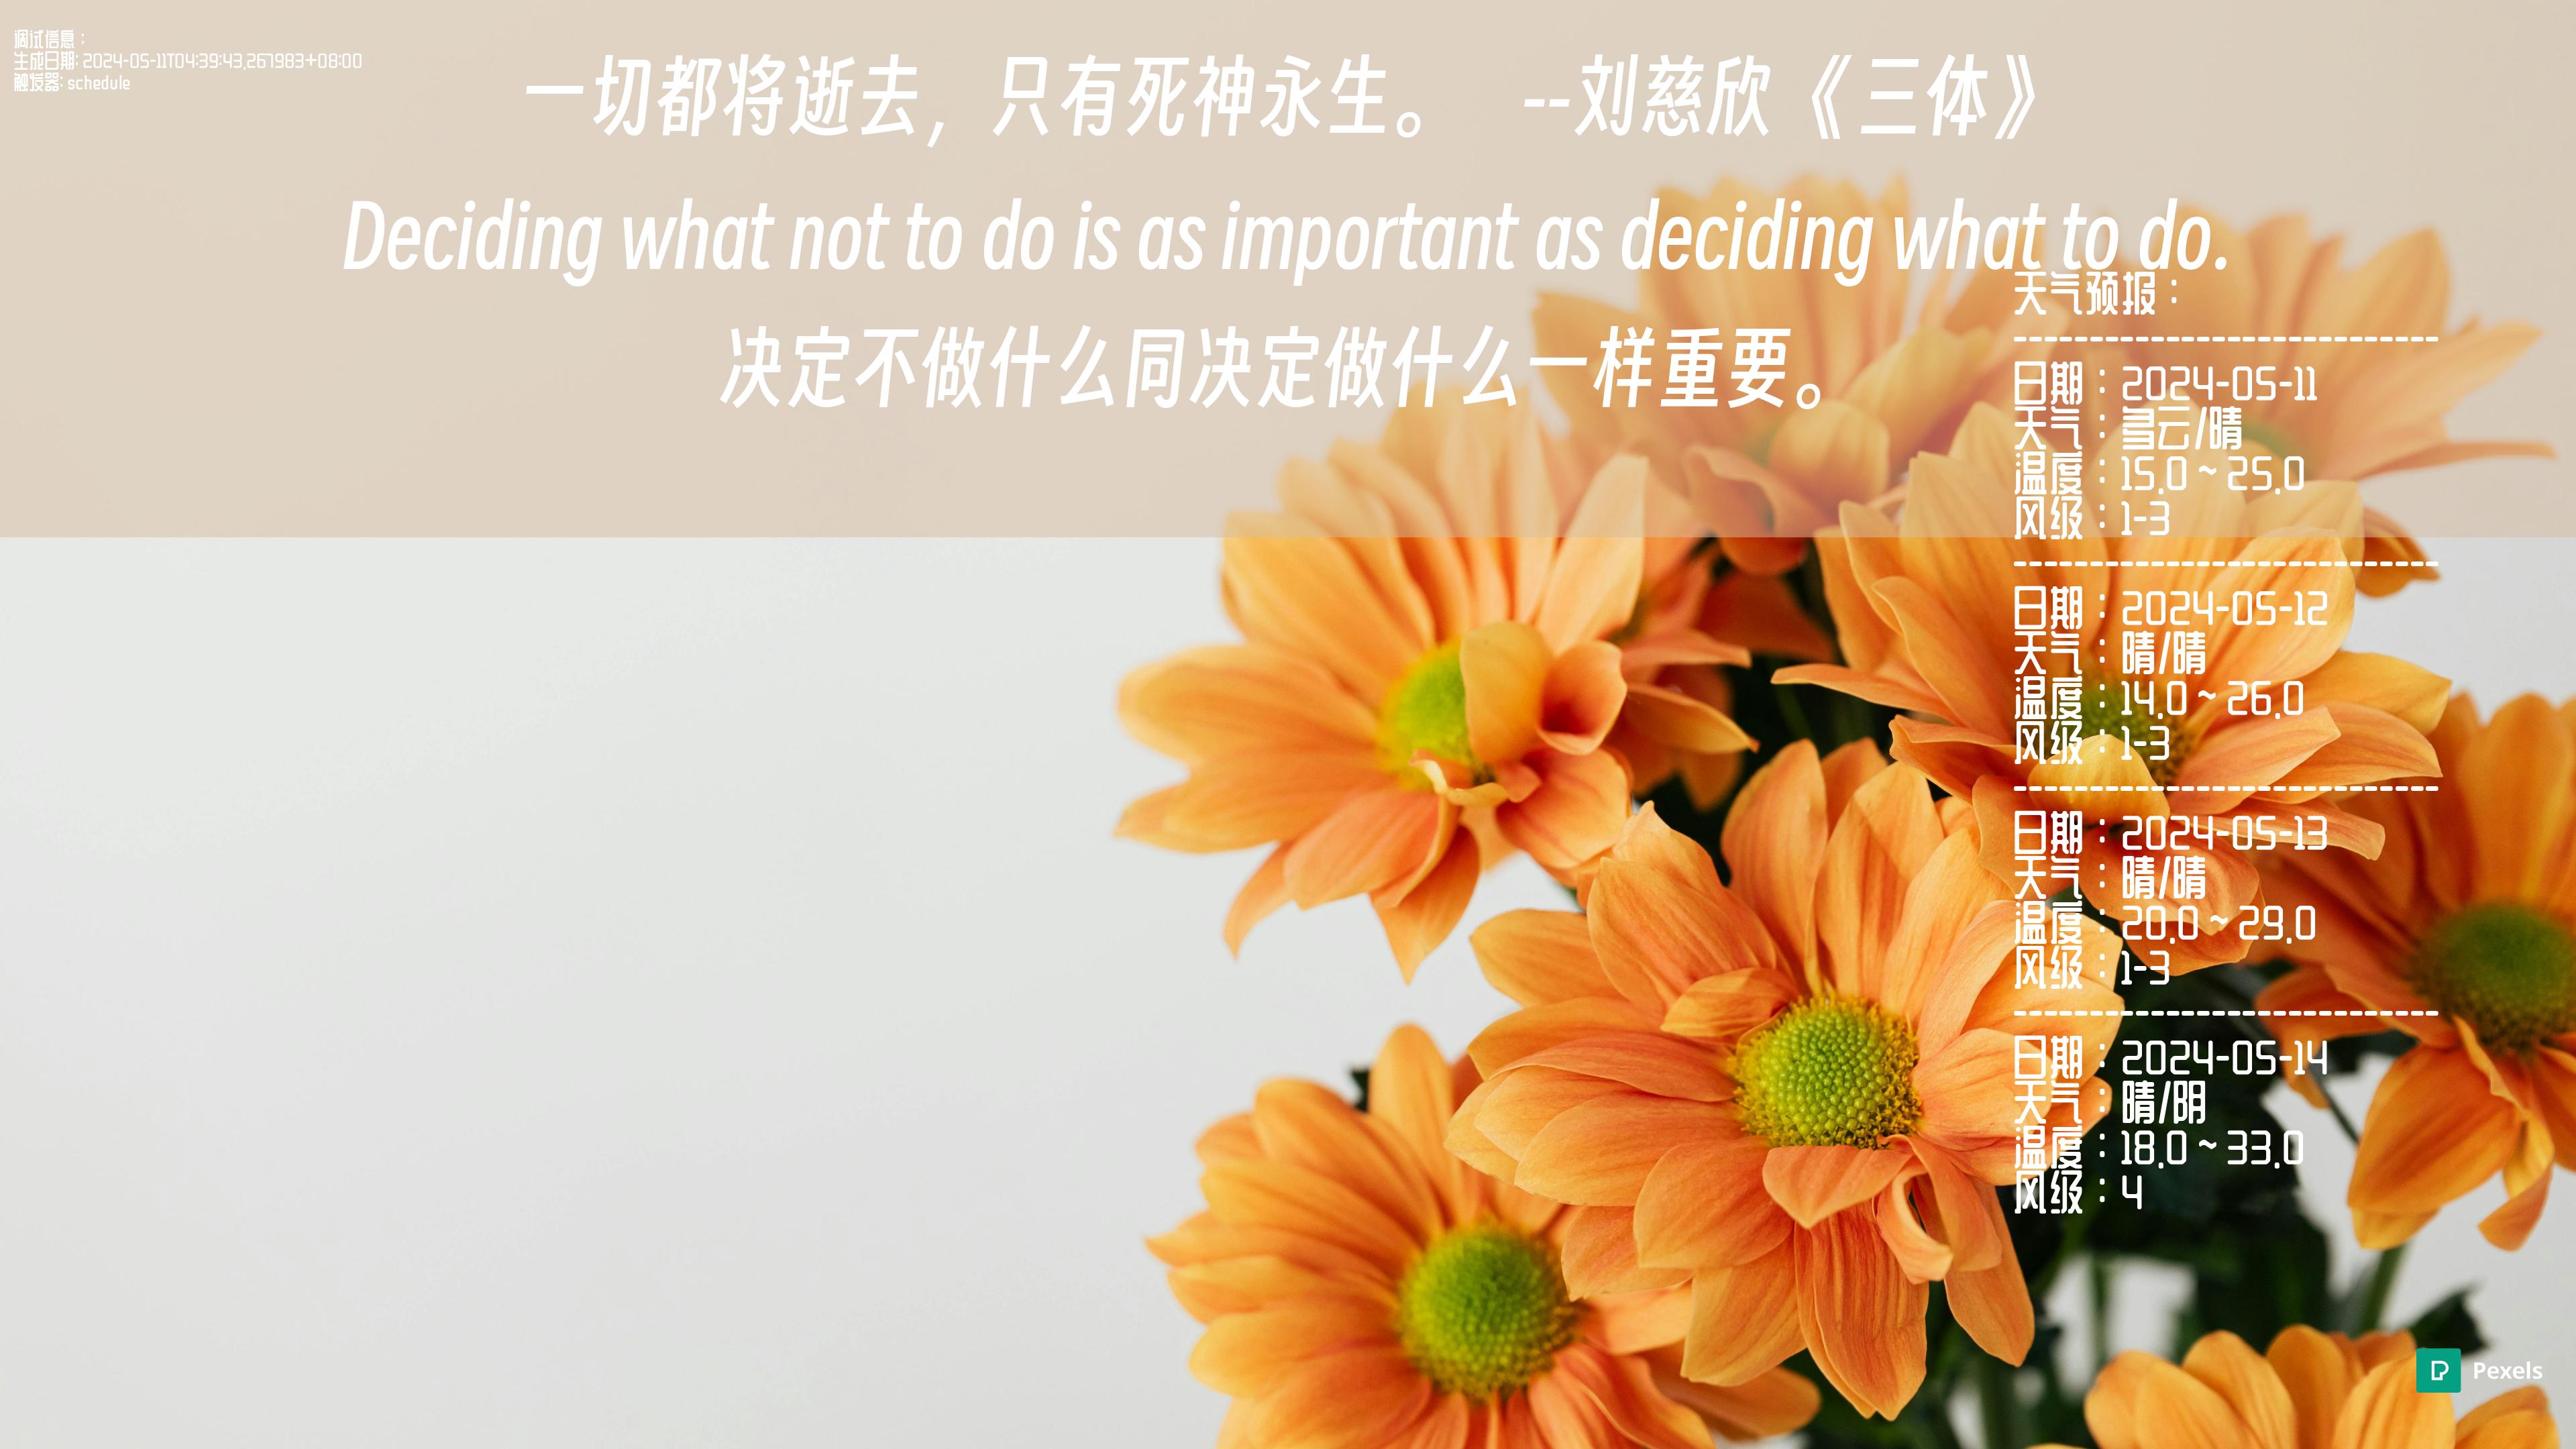 调试信息：
生成日期: 2024-05-11T04:39:43.267983+08:00
触发器: schedule
一切都将逝去，只有死神永生。 --刘慈欣《三体》
Deciding what not to do is as important as deciding what to do.
决定不做什么同决定做什么一样重要。
天气预报：
----------------------------
日期：2024-05-11
天气：多云/晴
温度：15.0 ~ 25.0
风级：1-3
----------------------------
日期：2024-05-12
天气：晴/晴
温度：14.0 ~ 26.0
风级：1-3
----------------------------
日期：2024-05-13
天气：晴/晴
温度：20.0 ~ 29.0
风级：1-3
----------------------------
日期：2024-05-14
天气：晴/阴
温度：18.0 ~ 33.0
风级：4
Pexels